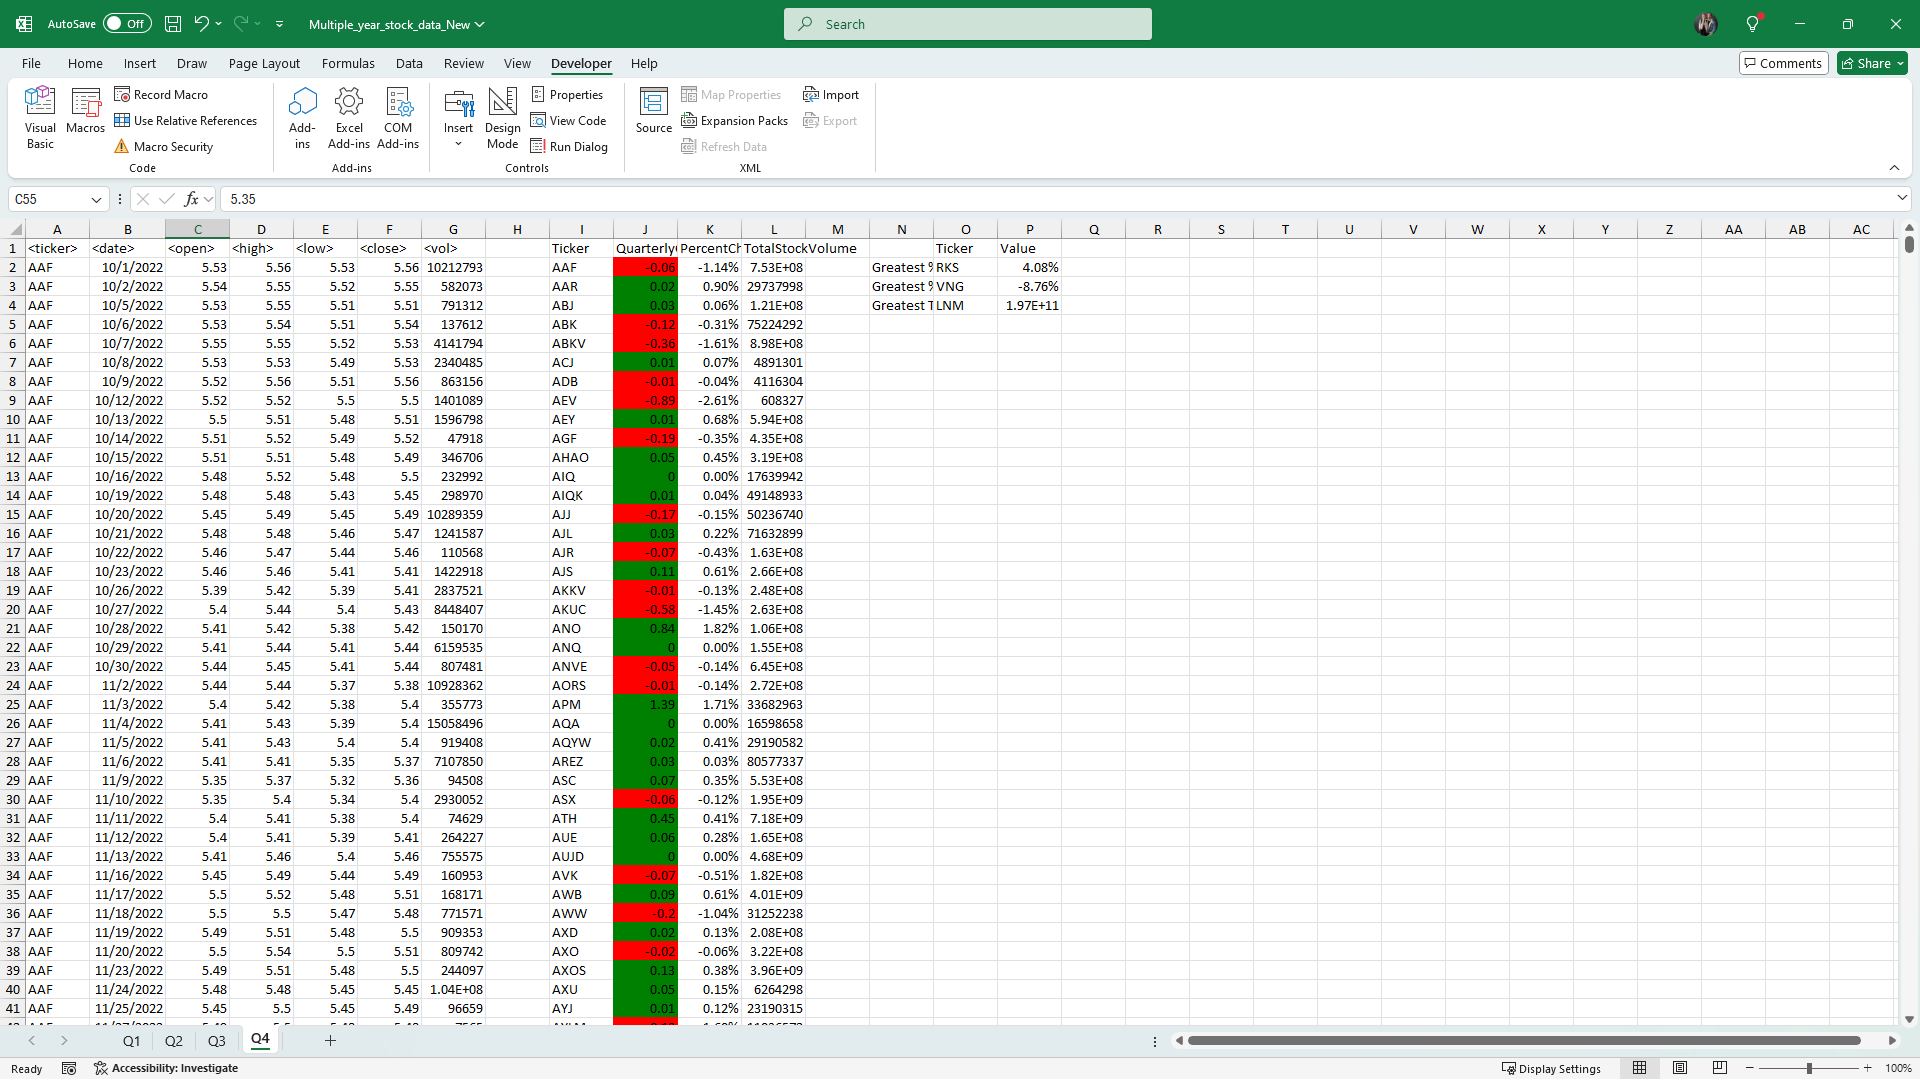 AutoSave Off Multiple_year_stock_data_New Search
File Home Insert Draw Page Layout Formulas Data Review View Developer Help Comments Share
Visual Basic Macros Record Macro Use Relative References Macro Security Code
Add-ins Excel Add-ins COM Add-ins Add-ins
Insert Design Mode Properties View Code Run Dialog Controls
Source Map Properties Expansion Packs Refresh Data Import Export XML
C55 fx 5.35
A B C D E F G H I J K L M N O P Q R S T U V W X Y Z AA AB AC
1 <ticker> <date> <open> <high> <low> <close> <vol> Ticker Quarterly PercentCh TotalStockVolume Ticker Value
2 AAF 10/1/2022 5.53 5.56 5.53 5.56 10212793 AAF -0.06 -1.14% 7.53E+08 Greatest % RKS 4.08%
3 AAF 10/2/2022 5.54 5.55 5.52 5.55 582073 AAR 0.02 0.90% 29737998 Greatest % VNG -8.76%
4 AAF 10/5/2022 5.53 5.55 5.51 5.51 791312 ABJ 0.03 0.06% 1.21E+08 Greatest T LNM 1.97E+11
5 AAF 10/6/2022 5.53 5.54 5.51 5.54 137612 ABK -0.12 -0.31% 75224292
6 AAF 10/7/2022 5.55 5.55 5.52 5.53 4141794 ABKV -0.36 -1.61% 8.98E+08
7 AAF 10/8/2022 5.53 5.53 5.49 5.53 2340485 ACJ 0.01 0.07% 4891301
8 AAF 10/9/2022 5.52 5.56 5.51 5.56 863156 ADB -0.01 -0.04% 4116304
9 AAF 10/12/2022 5.52 5.52 5.5 5.5 1401089 AEV -0.89 -2.61% 608327
10 AAF 10/13/2022 5.5 5.51 5.48 5.51 1596798 AEY 0.01 0.68% 5.94E+08
11 AAF 10/14/2022 5.51 5.52 5.49 5.52 47918 AGF -0.19 -0.35% 4.35E+08
12 AAF 10/15/2022 5.51 5.51 5.48 5.49 346706 AHAO 0.05 0.45% 3.19E+08
13 AAF 10/16/2022 5.48 5.52 5.48 5.5 232992 AIQ 0 0.00% 17639942
14 AAF 10/19/2022 5.48 5.48 5.43 5.45 298970 AIQK 0.01 0.04% 49148933
15 AAF 10/20/2022 5.45 5.49 5.45 5.49 10289359 AJJ -0.17 -0.15% 50236740
16 AAF 10/21/2022 5.48 5.48 5.46 5.47 1241587 AJL 0.03 0.22% 71632899
17 AAF 10/22/2022 5.46 5.47 5.44 5.46 110568 AJR -0.07 -0.43% 1.63E+08
18 AAF 10/23/2022 5.46 5.46 5.41 5.41 1422918 AJS 0.11 0.61% 2.66E+08
19 AAF 10/26/2022 5.39 5.42 5.39 5.41 2837521 AKKV -0.01 -0.13% 2.48E+08
20 AAF 10/27/2022 5.4 5.44 5.4 5.43 8448407 AKUC -0.58 -1.45% 2.63E+08
21 AAF 10/28/2022 5.41 5.42 5.38 5.42 150170 ANO 0.84 1.82% 1.06E+08
22 AAF 10/29/2022 5.41 5.44 5.41 5.44 6159535 ANQ 0 0.00% 1.55E+08
23 AAF 10/30/2022 5.44 5.45 5.41 5.44 807481 ANVE -0.05 -0.14% 6.45E+08
24 AAF 11/2/2022 5.44 5.44 5.37 5.38 10928362 AORS -0.01 -0.14% 2.72E+08
25 AAF 11/3/2022 5.4 5.42 5.38 5.4 355773 APM 1.39 1.71% 33682963
26 AAF 11/4/2022 5.41 5.43 5.39 5.4 15058496 AQA 0 0.00% 16598658
27 AAF 11/5/2022 5.41 5.43 5.4 5.4 919408 AQYW 0.02 0.41% 29190582
28 AAF 11/6/2022 5.41 5.41 5.35 5.37 7107850 AREZ 0.03 0.03% 80577337
29 AAF 11/9/2022 5.35 5.37 5.32 5.36 94508 ASC 0.07 0.35% 5.53E+08
30 AAF 11/10/2022 5.35 5.4 5.34 5.4 2930052 ASX -0.06 -0.12% 1.95E+09
31 AAF 11/11/2022 5.4 5.41 5.38 5.4 74629 ATH 0.45 0.41% 7.18E+09
32 AAF 11/12/2022 5.4 5.41 5.39 5.41 264227 AUE 0.06 0.28% 1.65E+08
33 AAF 11/13/2022 5.41 5.46 5.4 5.46 755575 AUJD 0 0.00% 4.68E+09
34 AAF 11/16/2022 5.45 5.49 5.44 5.49 160953 AVK -0.07 -0.51% 1.82E+08
35 AAF 11/17/2022 5.5 5.52 5.48 5.51 168171 AWB 0.09 0.61% 4.01E+09
36 AAF 11/18/2022 5.5 5.5 5.47 5.48 771571 AWW -0.2 -1.04% 31252238
37 AAF 11/19/2022 5.49 5.51 5.48 5.5 909353 AXD 0.02 0.13% 2.08E+08
38 AAF 11/20/2022 5.5 5.54 5.5 5.51 809742 AXO -0.02 -0.06% 3.22E+08
39 AAF 11/23/2022 5.49 5.51 5.48 5.5 244097 AXOS 0.13 0.38% 3.96E+09
40 AAF 11/24/2022 5.48 5.48 5.45 5.45 1.04E+08 AXU 0.05 0.15% 6264298
41 AAF 11/25/2022 5.45 5.5 5.45 5.49 96659 AYJ 0.01 0.12% 23190315
Q1 Q2 Q3 Q4
Ready Accessibility: Investigate Display Settings 100%